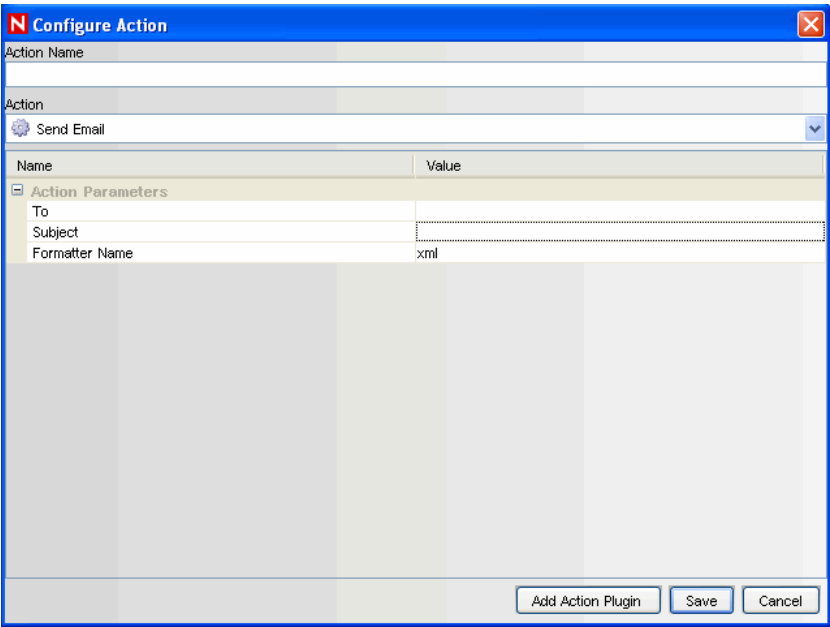 N Configure Action
Action Name
Action
Send Email
Name Value
Action Parameters
To
Subject
Formatter Name xml
Add Action Plugin Save Cancel